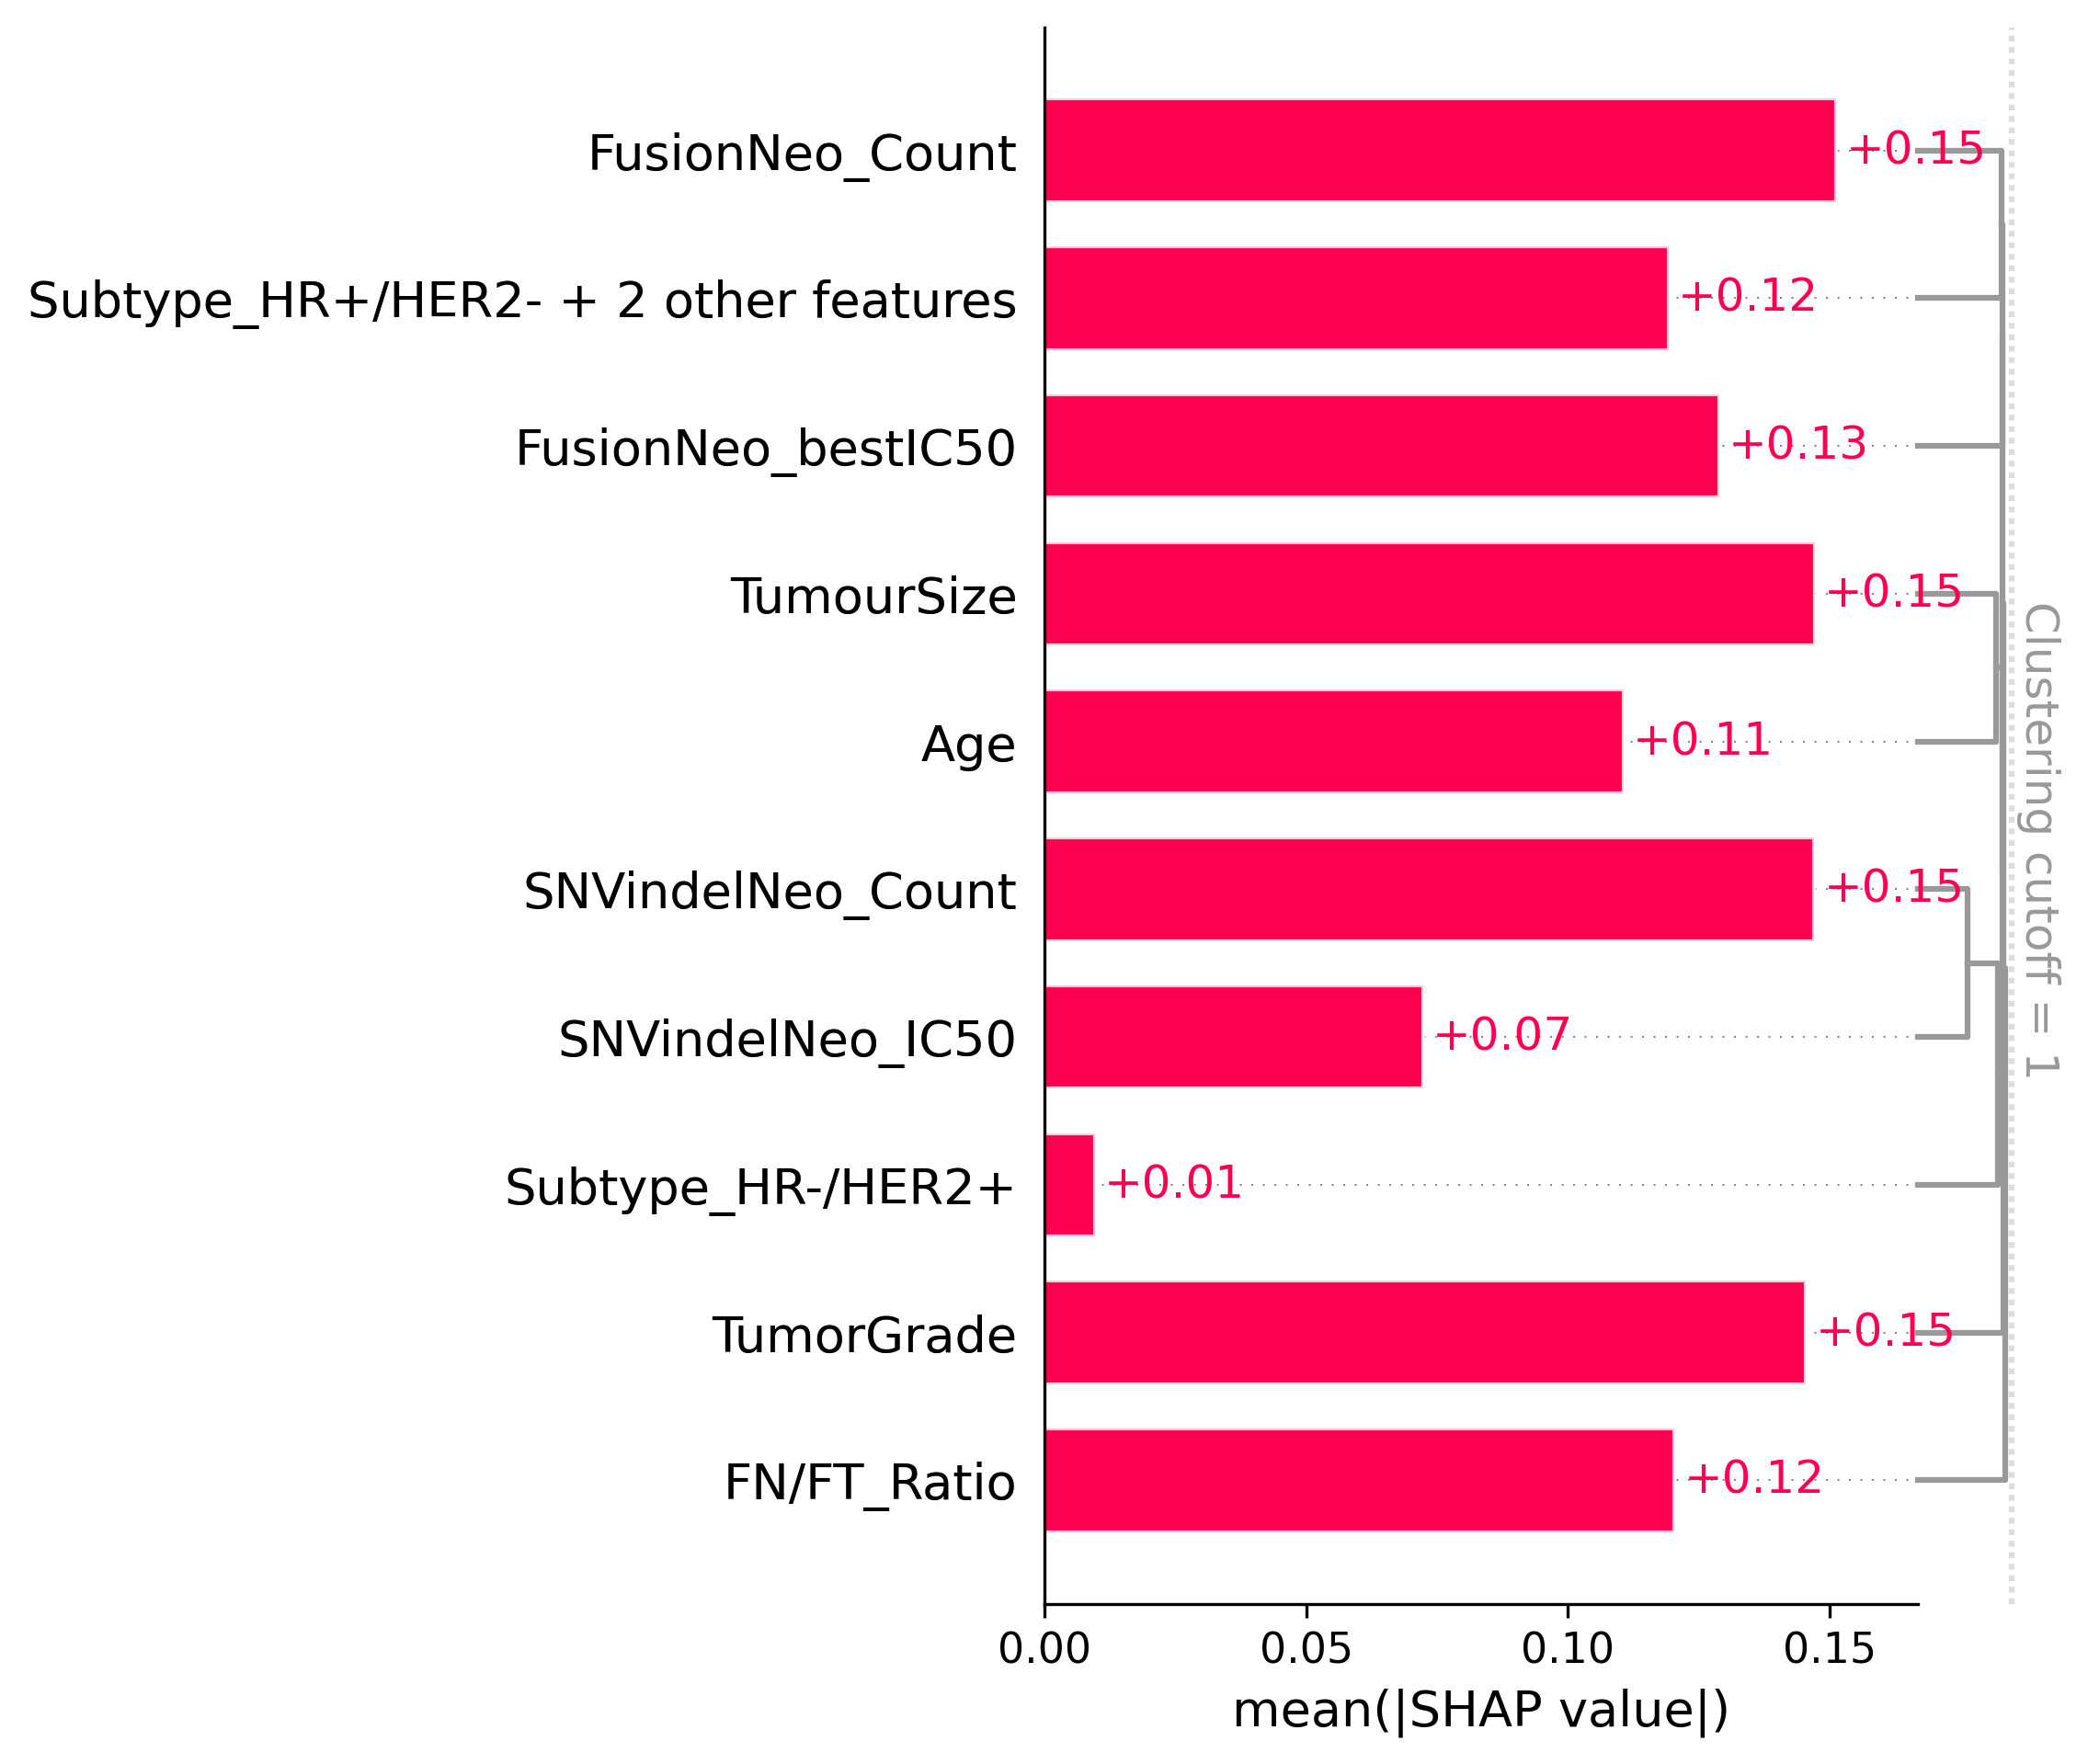 FusionNeo_Count +0.15
Subtype_HR+/HER2- + 2 other features +0.12
FusionNeo_bestIC50 +0.13
TumourSize +0.15
Age +0.11
SNVindelNeo_Count +0.15
SNVindelNeo_IC50 +0.07
Subtype_HR-/HER2+ +0.01
TumorGrade +0.15
FN/FT_Ratio +0.12
Clustering cutoff = 1
0.00 0.05 0.10 0.15
mean(|SHAP value|)